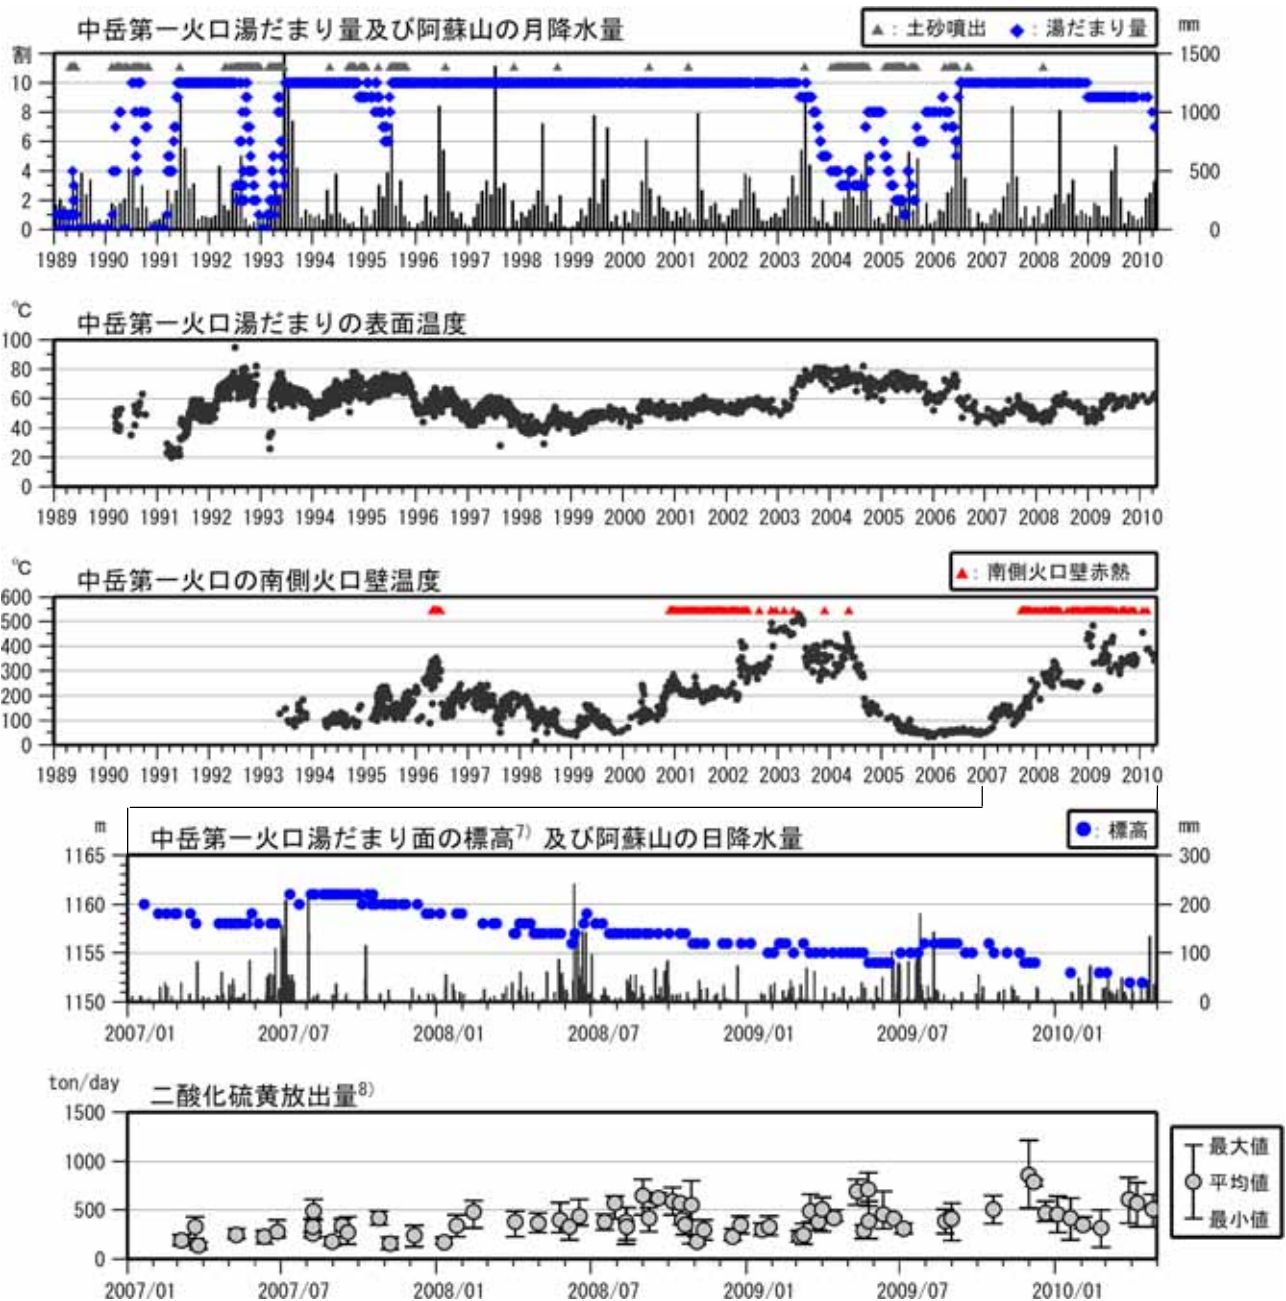 中岳第一火口湯だまり量及び阿蘇山の月降水量
▲: 土砂噴出 ◆: 湯だまり量
割 mm
10 8 6 4 2 0
1500 1000 500 0
1989 1990 1991 1992 1993 1994 1995 1996 1997 1998 1999 2000 2001 2002 2003 2004 2005 2006 2007 2008 2009 2010
℃
中岳第一火口湯だまりの表面温度
100 80 60 40 20 0
1989 1990 1991 1992 1993 1994 1995 1996 1997 1998 1999 2000 2001 2002 2003 2004 2005 2006 2007 2008 2009 2010
℃
中岳第一火口の南側火口壁温度
▲: 南側火口壁赤熱
600 500 400 300 200 100 0
1989 1990 1991 1992 1993 1994 1995 1996 1997 1998 1999 2000 2001 2002 2003 2004 2005 2006 2007 2008 2009 2010
m
中岳第一火口湯だまり面の標高7) 及び阿蘇山の日降水量
●: 標高
mm
1165 1160 1155 1150
300 200 100 0
2007/01 2007/07 2008/01 2008/07 2009/01 2009/07 2010/01
ton/day
二酸化硫黄放出量8)
1500 1000 500 0
最大値
平均値
最小値
2007/01 2007/07 2008/01 2008/07 2009/01 2009/07 2010/01